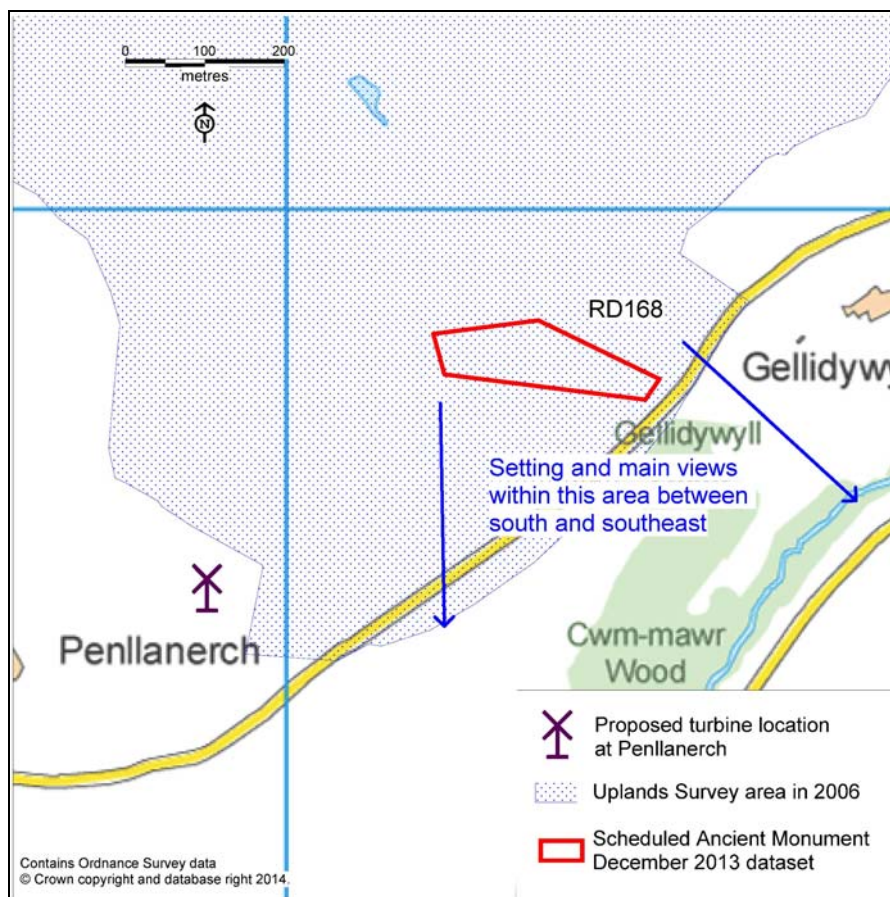 0 100 200
metres
N
RD168
Gellidywy
Gellidywyll
Setting and main views
within this area between
south and southeast
Penllanerch
Cwm-mawr
Wood
Proposed turbine location
at Penllanerch
Uplands Survey area in 2006
Scheduled Ancient Monument
December 2013 dataset
Contains Ordnance Survey data
© Crown copyright and database right 2014.